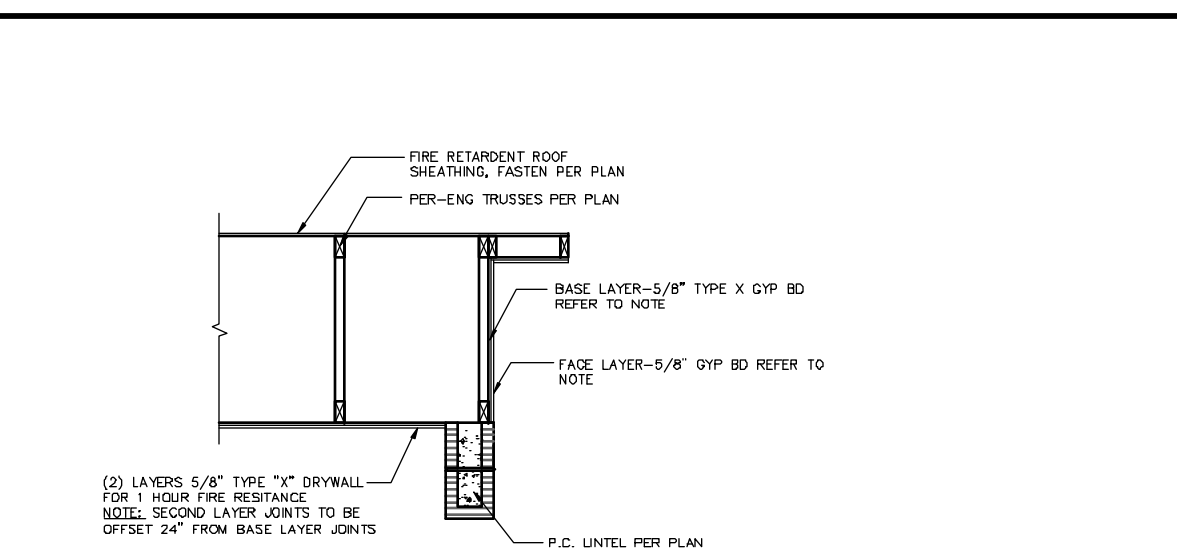 FIRE RETARDENT ROOF
SHEATHING, FASTEN PER PLAN
PER-ENG TRUSSES PER PLAN
BASE LAYER-5/8" TYPE X GYP BD
REFER TO NOTE
FACE LAYER-5/8" GYP BD REFER TO
NOTE
(2) LAYERS 5/8" TYPE "X" DRYWALL
FOR 1 HOUR FIRE RESITANCE
NOTE: SECOND LAYER JOINTS TO BE
OFFSET 24" FROM BASE LAYER JOINTS
P.C. LINTEL PER PLAN